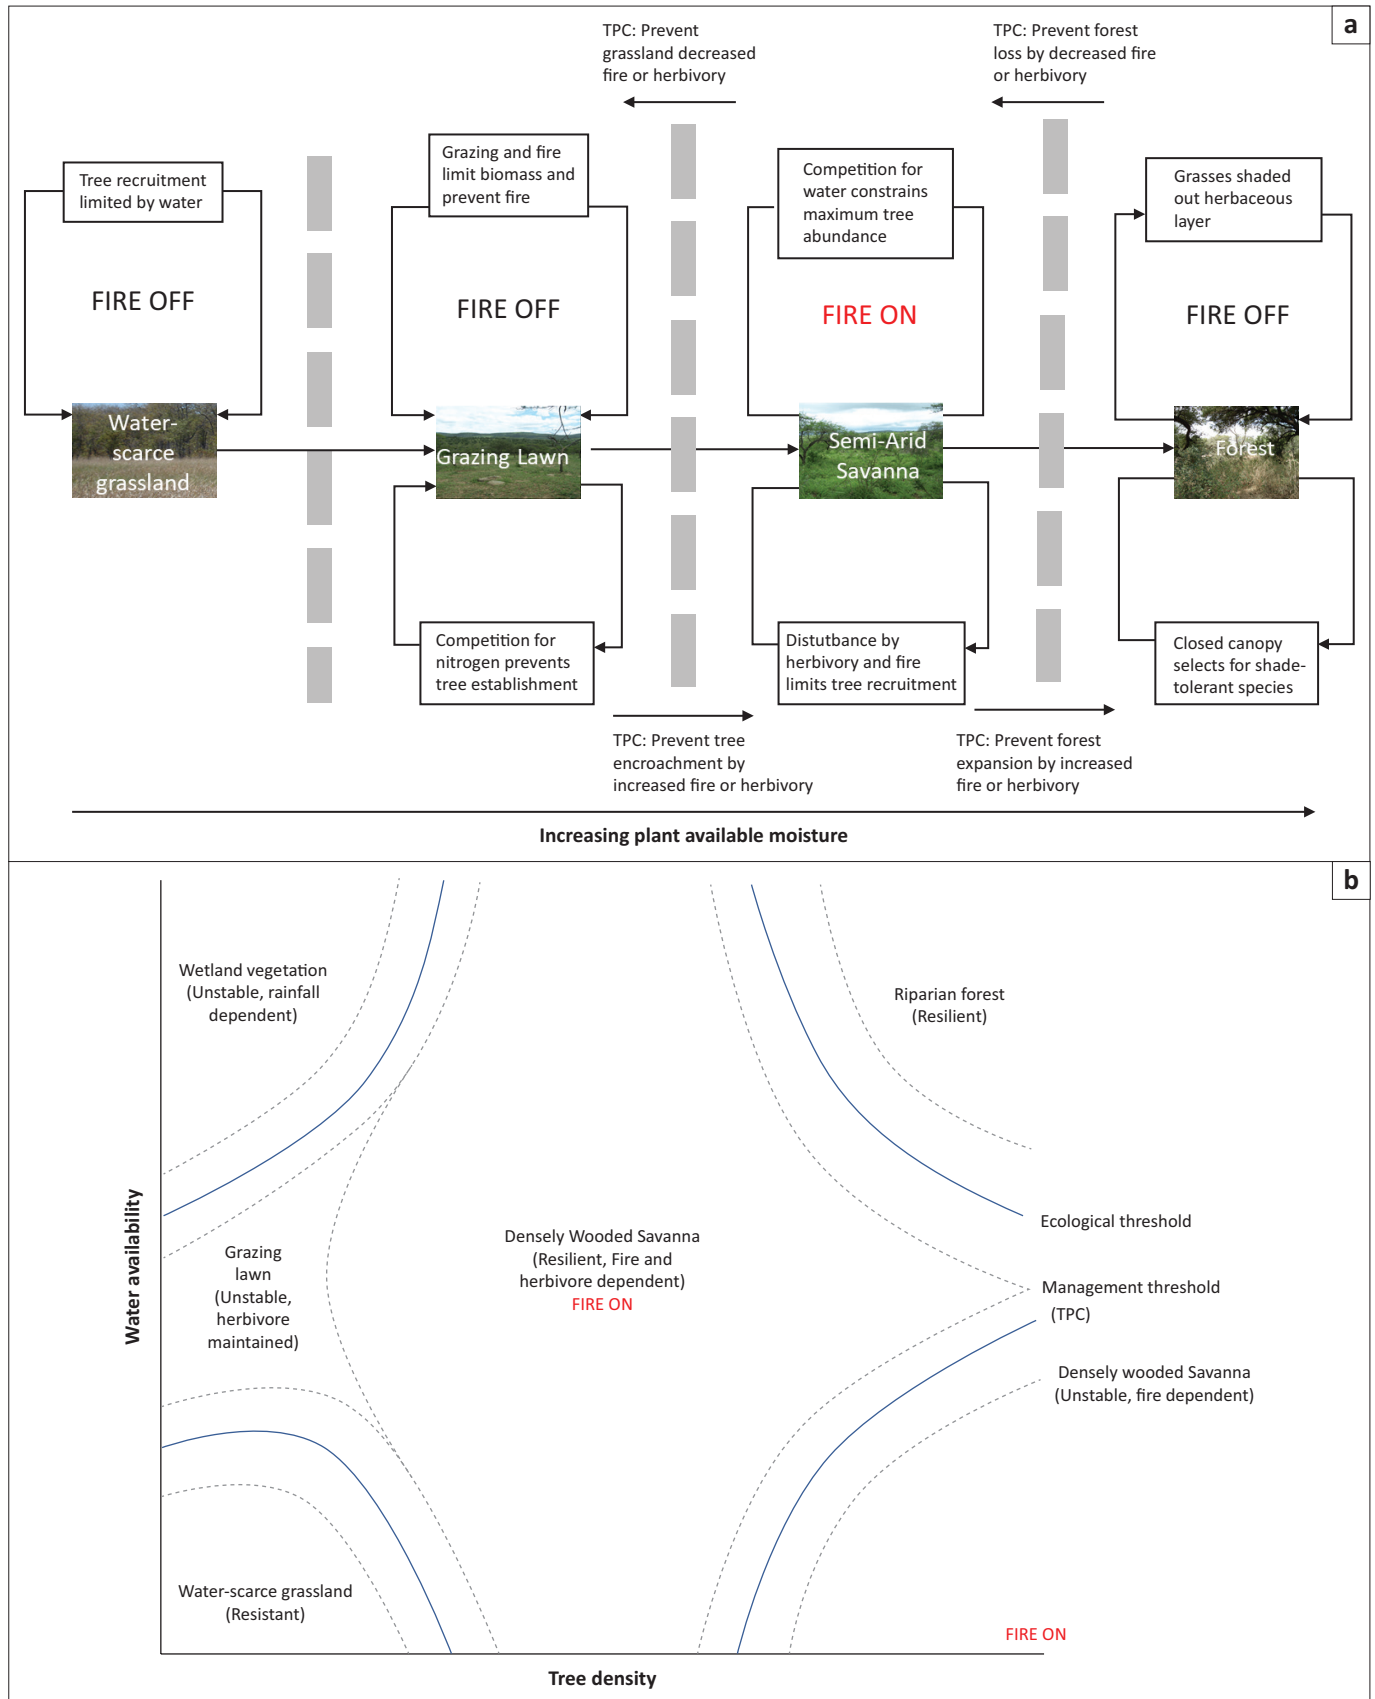 a
TPC: Prevent
grassland decreased
fire or herbivory
TPC: Prevent forest
loss by decreased fire
or herbivory
Tree recruitment
limited by water
Grazing and fire
limit biomass and
prevent fire
Competition for
water constrains
maximum tree
abundance
Grasses shaded
out herbaceous
layer
FIRE OFF
FIRE OFF
FIRE ON
FIRE OFF
Water-
scarce
grassland
Grazing Lawn
Semi-Arid
Savanna
Forest
Competition for
nitrogen prevents
tree establishment
Distutbance by
herbivory and fire
limits tree recruitment
Closed canopy
selects for shade-
tolerant species
TPC: Prevent tree
encroachment by
increased fire or herbivory
TPC: Prevent forest
expansion by increased
fire or herbivory
Increasing plant available moisture
b
Wetland vegetation
(Unstable, rainfall
dependent)
Riparian forest
(Resilient)
Water availability
Grazing
lawn
(Unstable,
herbivore
maintained)
Densely Wooded Savanna
(Resilient, Fire and
herbivore dependent)
FIRE ON
Ecological threshold
Management threshold
(TPC)
Densely wooded Savanna
(Unstable, fire dependent)
Water-scarce grassland
(Resistant)
FIRE ON
Tree density